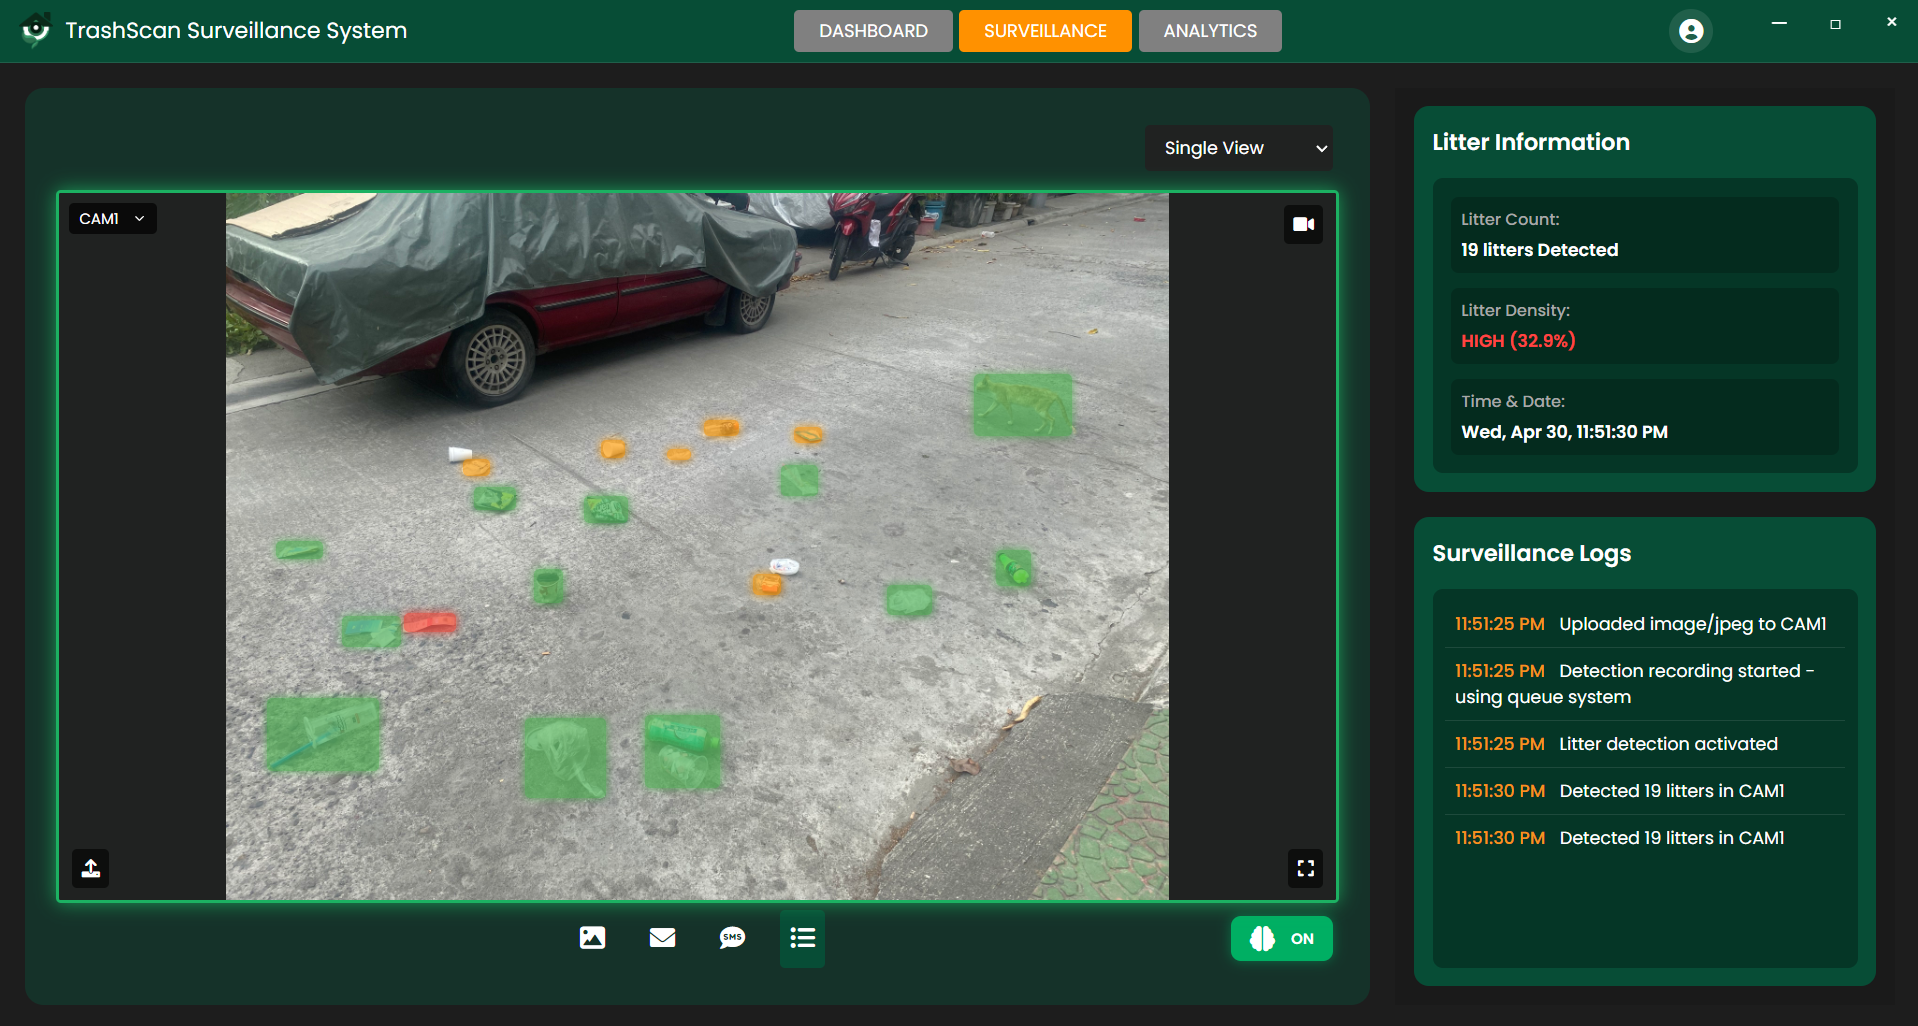 TrashScan Surveillance System
DASHBOARD
SURVEILLANCE
ANALYTICS
Single View
CAM1
SMS
ON
Litter Information
Litter Count:
19 litters Detected
Litter Density:
HIGH (32.9%)
Time & Date:
Wed, Apr 30, 11:51:30 PM
Surveillance Logs
11:51:25 PM Uploaded image/jpeg to CAM1
11:51:25 PM Detection recording started -
using queue system
11:51:25 PM Litter detection activated
11:51:30 PM Detected 19 litters in CAM1
11:51:30 PM Detected 19 litters in CAM1